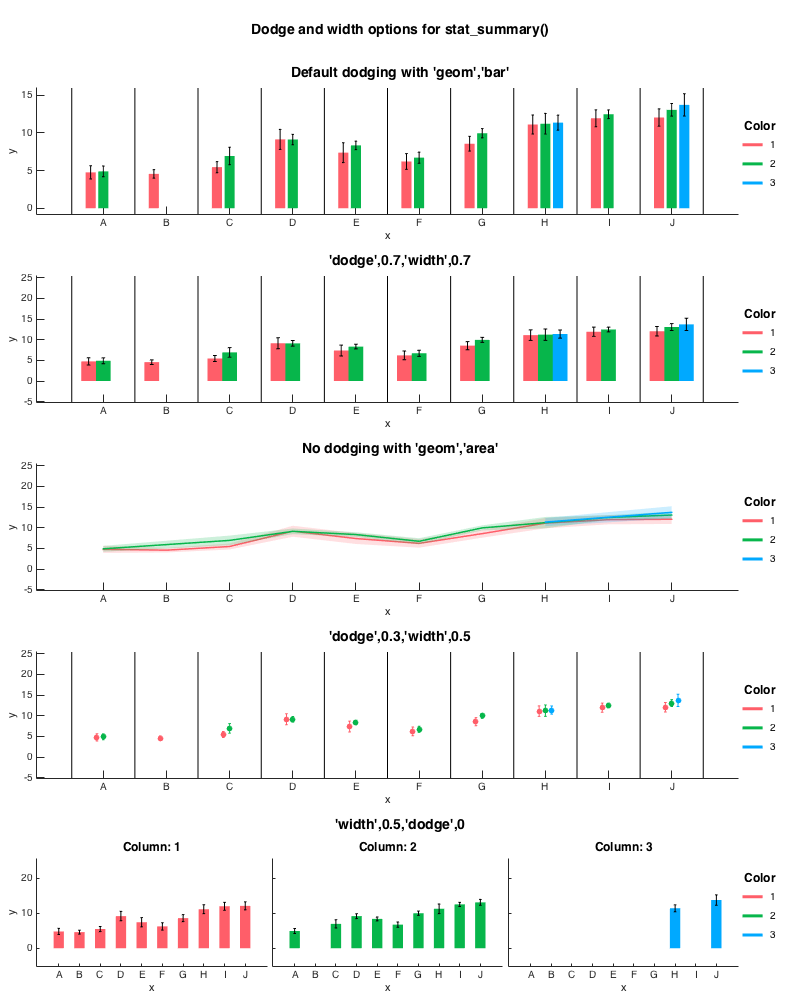 Dodge and width options for stat_summary()
Default dodging with 'geom','bar'
15
10
5
0
y
A B C D E F G H I J
x
Color
1
2
3
'dodge',0.7,'width',0.7
25
20
15
10
5
0
-5
y
A B C D E F G H I J
x
Color
1
2
3
No dodging with 'geom','area'
25
20
15
10
5
0
-5
y
A B C D E F G H I J
x
Color
1
2
3
'dodge',0.3,'width',0.5
25
20
15
10
5
0
-5
y
A B C D E F G H I J
x
Color
1
2
3
'width',0.5,'dodge',0
Column: 1 Column: 2 Column: 3
20
10
0
y
A B C D E F G H I J A B C D E F G H I J A B C D E F G H I J
x x x
Color
1
2
3